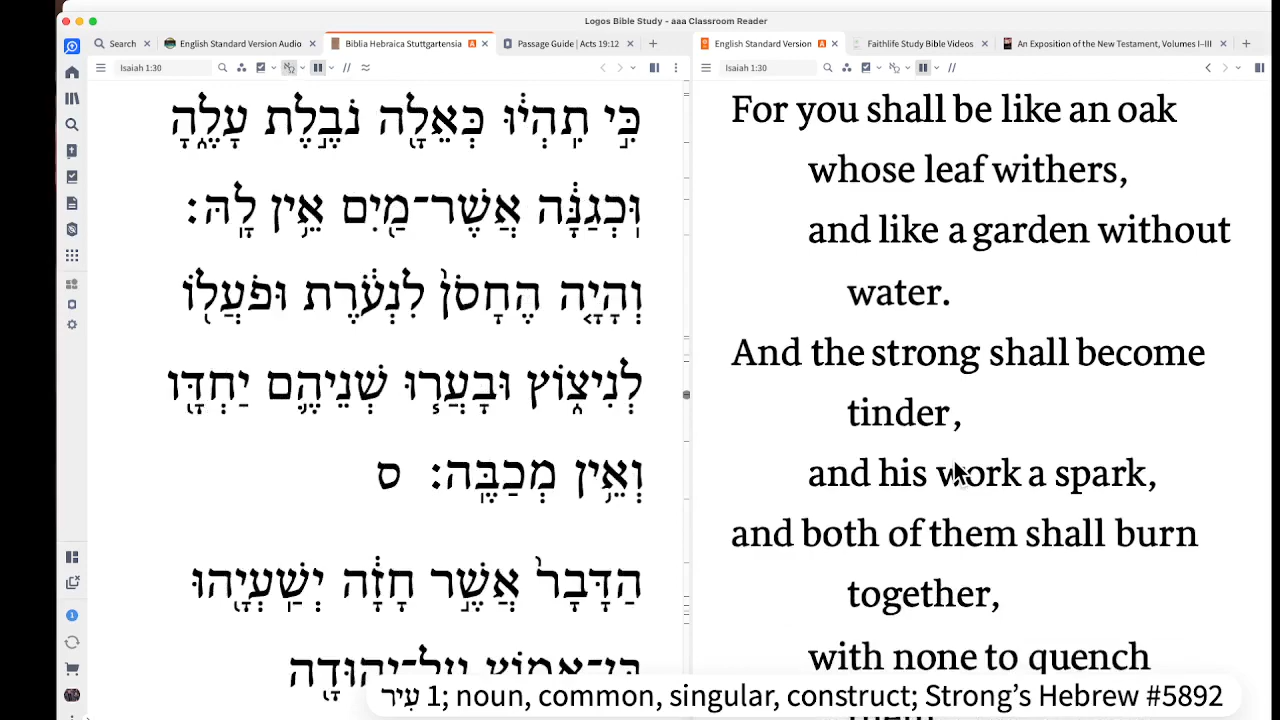 Logos Bible Study - aaa Classroom Reader
Search
English Standard Version Audio
Biblia Hebraica Stuttgartensia
A
Passage Guide | Acts 19:12
English Standard Version
A
Faithlife Study Bible Videos
An Exposition of the New Testament, Volumes I-III
Isaiah 1:30
Isaiah 1:30
כִּ֣י תִֽהְי֔וּ כְּאֵלָ֖ה נֹבֶ֣לֶת עָלֶ֑הָ
וּֽכְגַנָּ֔ה אֲשֶׁר־מַ֖יִם אֵ֥ין לָֽהּ׃
וְהָיָ֤ה הֶחָסֹן֙ לִנְעֹ֔רֶת וּפֹעֲל֖וֹ
לְנִיצ֑וֹץ וּבָעֲר֧וּ שְׁנֵיהֶ֛ם יַחְדָּ֖ו
וְאֵ֥ין מְכַבֶּֽה׃ ס
הַדָּבָר֙ אֲשֶׁ֣ר חָזָ֔ה יְשַֽׁעְיָ֖הוּ
For you shall be like an oak
whose leaf withers,
and like a garden without
water.
And the strong shall become
tinder,
and his work a spark,
and both of them shall burn
together,
with none to quench
them.
עִיר 1; noun, common, singular, construct; Strong’s Hebrew #5892